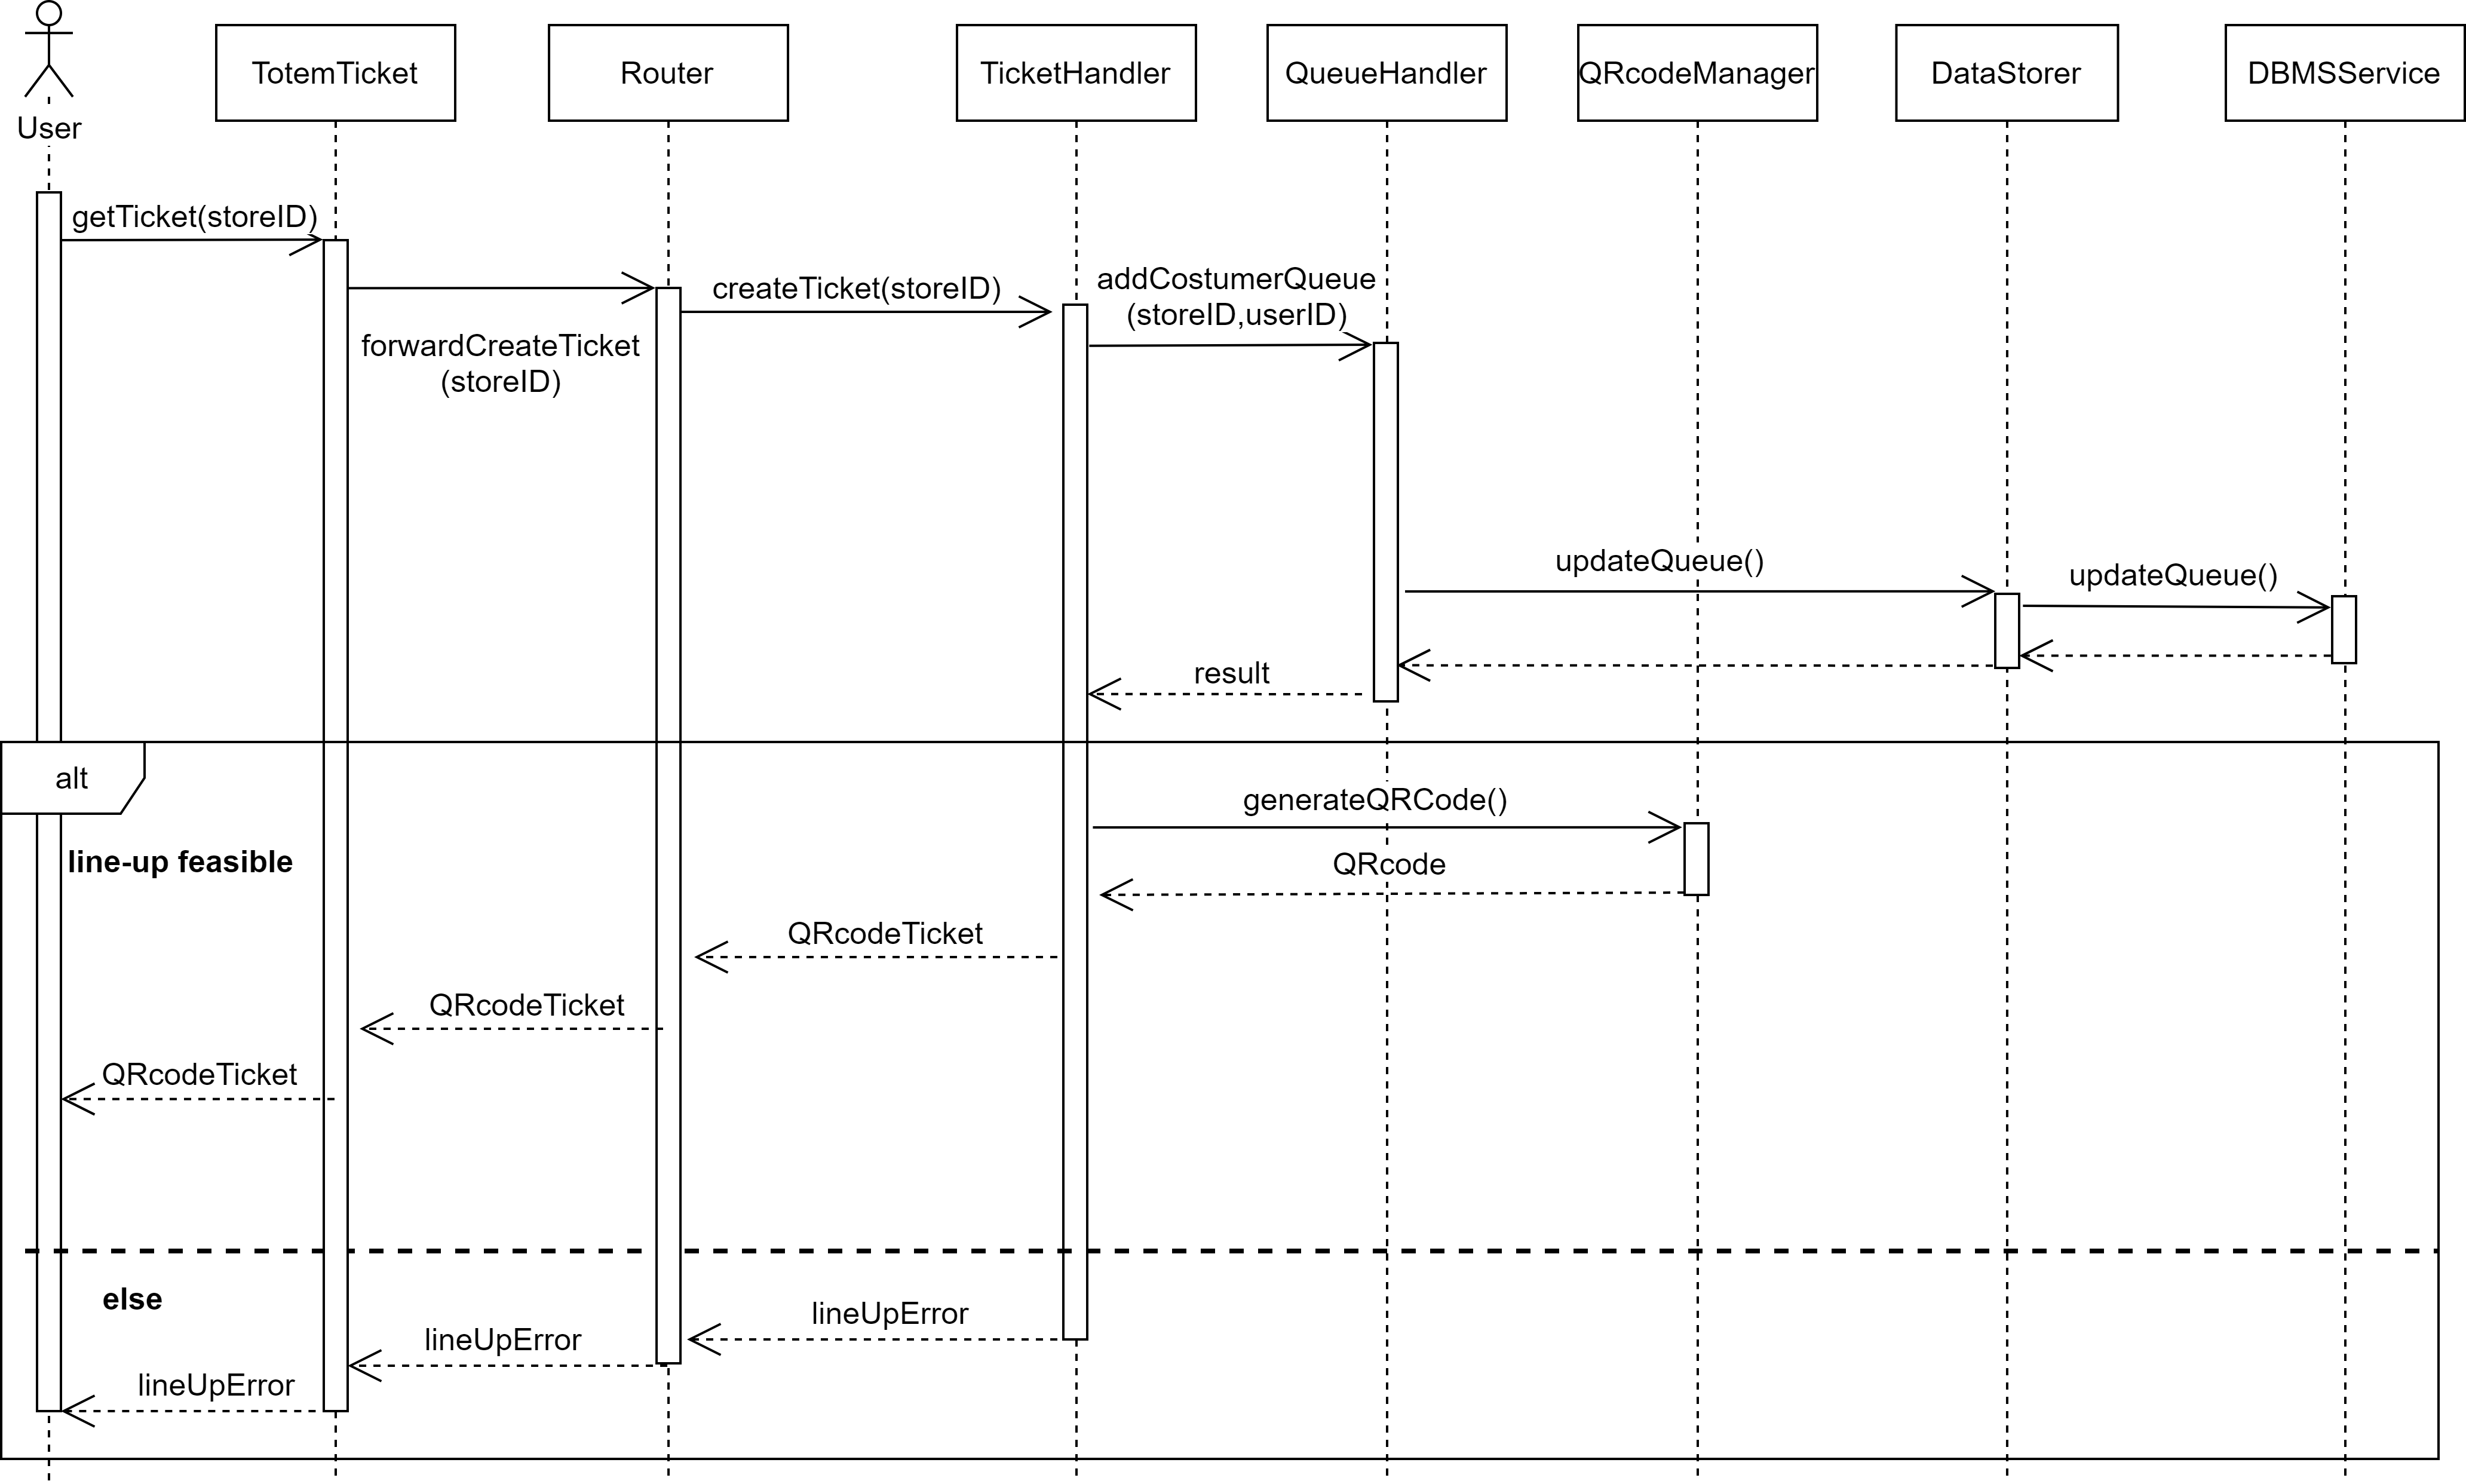 TotemTicket
Router
TicketHandler
QueueHandler
QRcodeManager
DataStorer
DBMSService
User
getTicket(storeID)
forwardCreateTicket
(storeID)
createTicket(storeID)
addCostumerQueue
(storeID,userID)
updateQueue()
updateQueue()
result
alt
generateQRCode()
line-up feasible
QRcode
QRcodeTicket
QRcodeTicket
QRcodeTicket
else
lineUpError
lineUpError
lineUpError